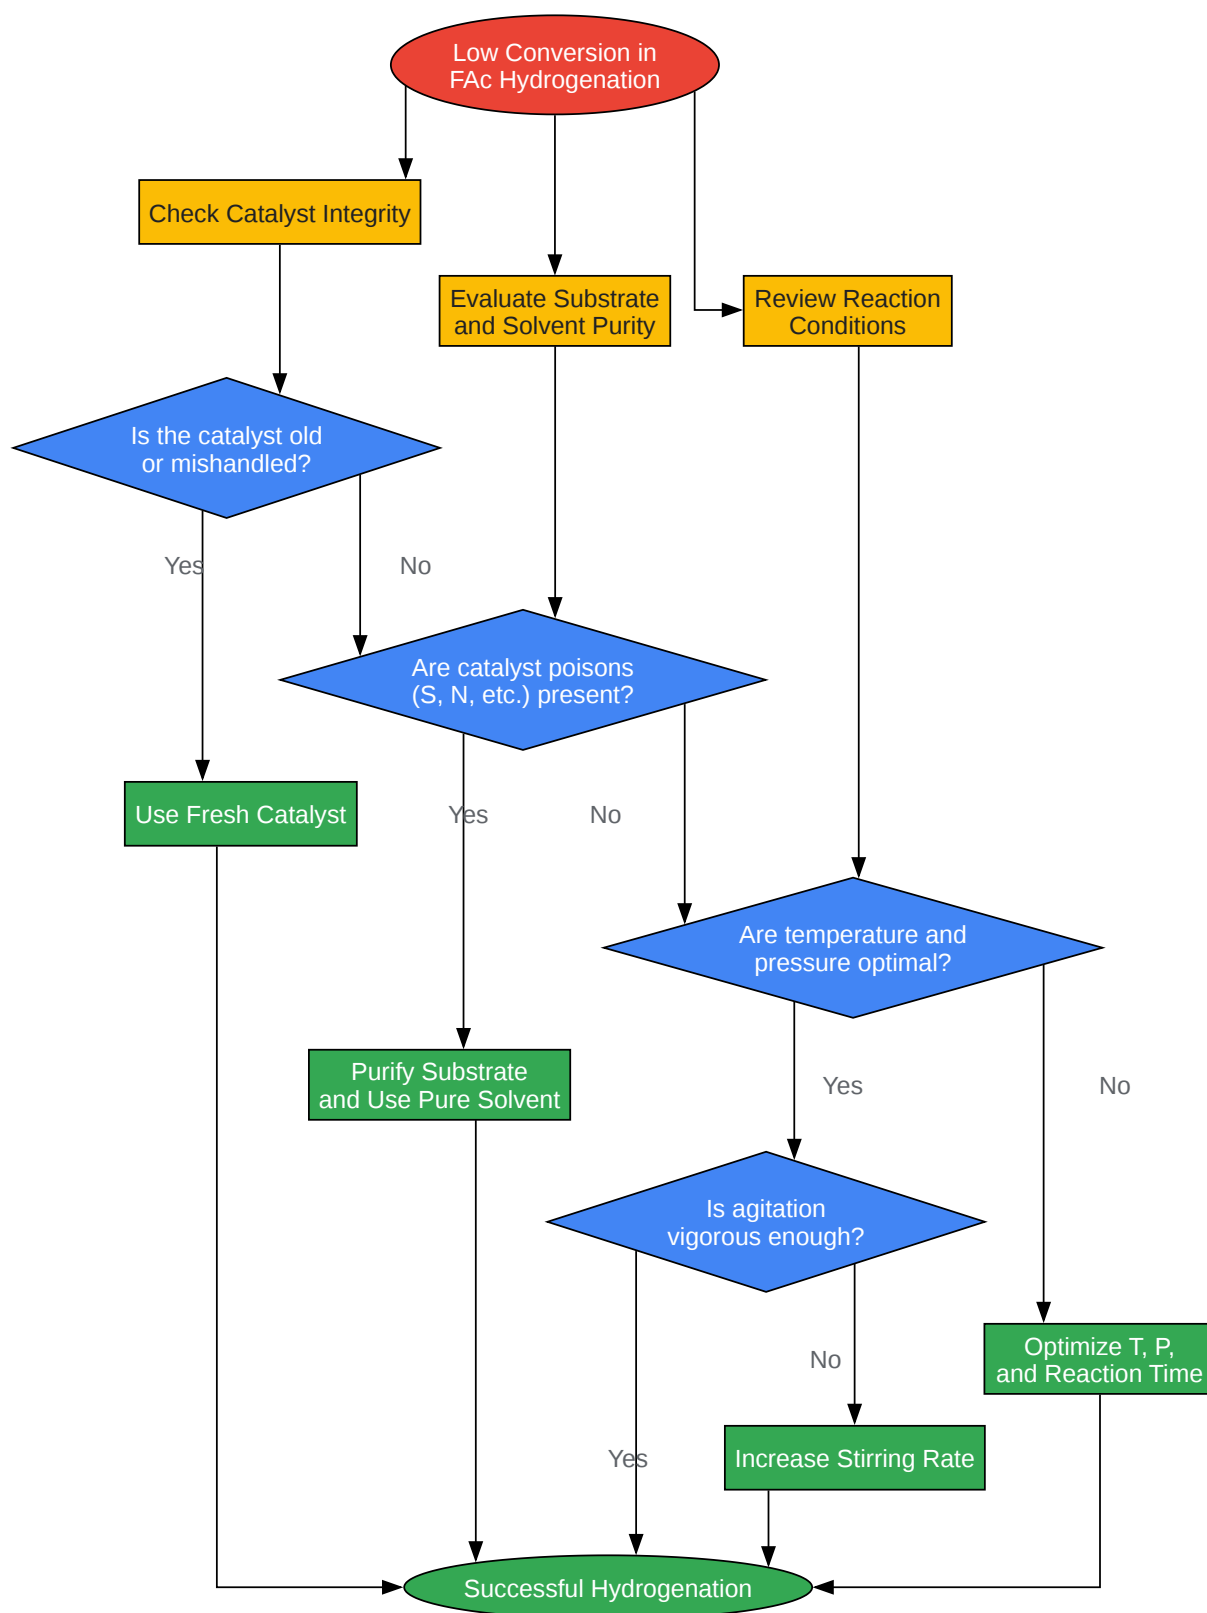 Low Conversion in
FAc Hydrogenation
Check Catalyst Integrity
Evaluate Substrate
and Solvent Purity
Review Reaction
Conditions
Is the catalyst old
or mishandled?
Yes
No
Are catalyst poisons
(S, N, etc.) present?
Use Fresh Catalyst
Yes
No
Are temperature and
pressure optimal?
Purify Substrate
and Use Pure Solvent
Yes
No
Is agitation
vigorous enough?
Optimize T, P,
and Reaction Time
No
Yes
Increase Stirring Rate
Successful Hydrogenation